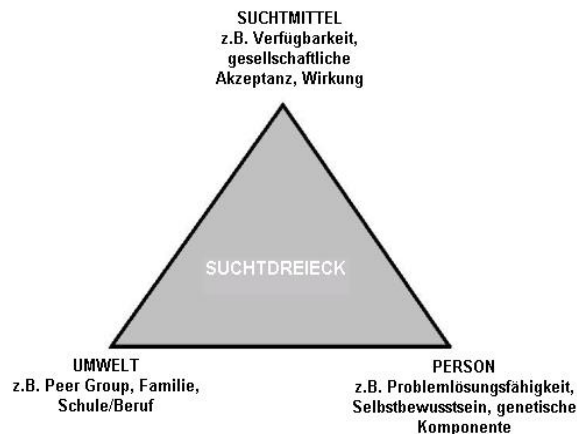 SUCHTMITTEL
z.B. Verfügbarkeit,
gesellschaftliche
Akzeptanz, Wirkung
SUCHTDREIECK
UMWELT
z.B. Peer Group, Familie,
Schule/Beruf
PERSON
z.B. Problemlösungsfähigkeit,
Selbstbewusstsein, genetische
Komponente